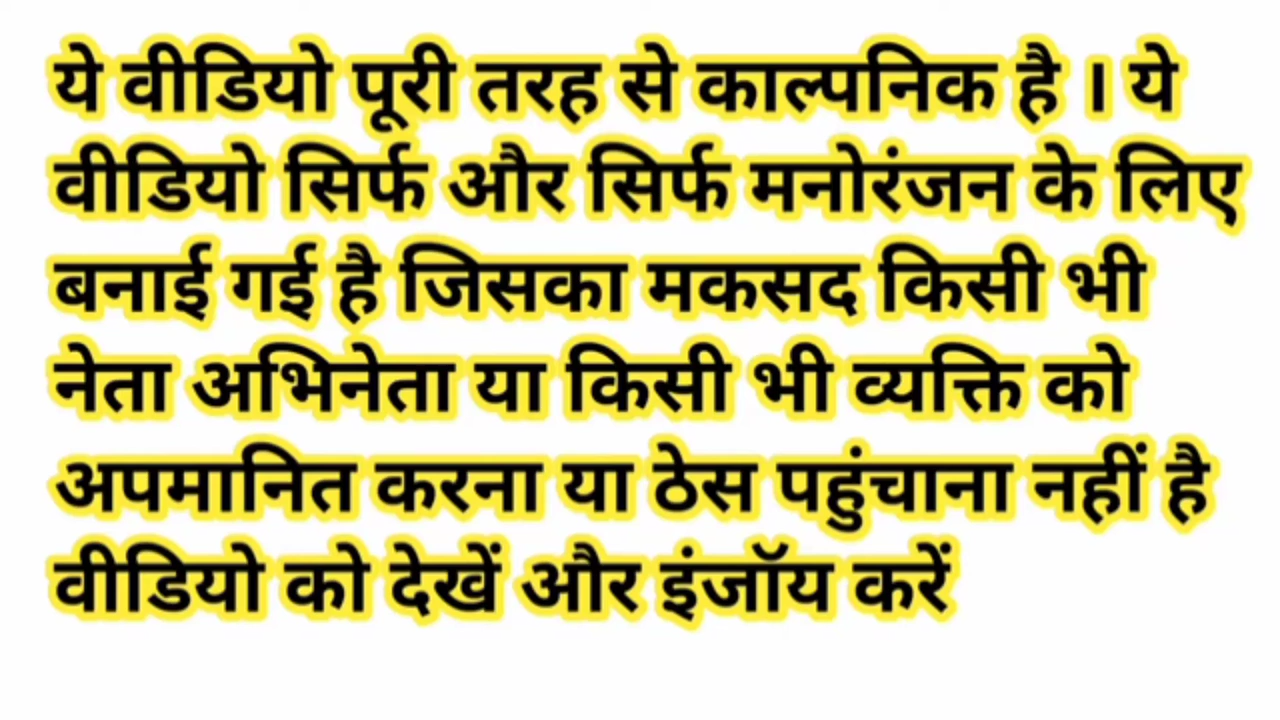 ये वीडियो पूरी तरह से काल्पनिक है । ये
वीडियो सिर्फ और सिर्फ मनोरंजन के लिए
बनाई गई है जिसका मकसद किसी भी
नेता अभिनेता या किसी भी व्यक्ति को
अपमानित करना या ठेस पहुंचाना नहीं है
वीडियो को देखें और इंजॉय करें